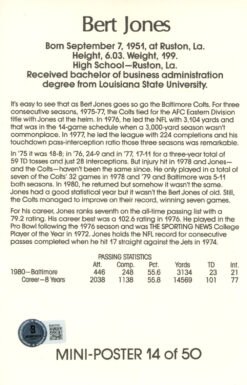 Bert Jones
Born September 7, 1951, at Ruston, La.
Height, 6.03. Weight, 199.
High School—Ruston, La.
Received bachelor of business administration
degree from Louisiana State University.
It's easy to see that as Bert Jones goes so go the Baltimore Colts. For three
consecutive seasons, 1975-77, the Colts tied for the AFC Eastern Division
title with Jones at the helm. In 1976, he led the NFL with 3,104 yards and
that was in the 14-game schedule when a 3,000-yard season wasn't
commonplace. In 1977, he led the league with 224 completions and his
touchdown pass-interception ratio those three seasons was remarkable.
In '75 it was 18-8; in '76, 24-9 and in '77, 17-11 for a three-year total of
59 TD tosses and just 28 interceptions. But injury hit in 1978 and Jones—
and the Colts—haven't been the same since. He only played in a total of
seven of the Colts' 32 games in 1978 and '79 and Baltimore was 5-11
both seasons. In 1980, he returned but somehow it wasn't the same.
Jones had a good statistical year but it wasn't the Bert Jones of old. Still,
the Colts managed to improve on their record, winning seven games.
For his career, Jones ranks seventh on the all-time passing list with a
79.2 rating. His career best was a 102.6 rating in 1976. He played in the
Pro Bowl following the 1976 season and was THE SPORTING NEWS College
Player of the Year in 1972. Jones holds the NFL record for consecutive
passes completed when he hit 17 straight against the Jets in 1974.
PASSING STATISTICS
Att. Comp. Pct. Yards TD Int.
1980—Baltimore 446 248 55.6 3134 23 21
Career—8 Years 2038 1138 55.8 14569 101 77
MINI-POSTER 14 of 50